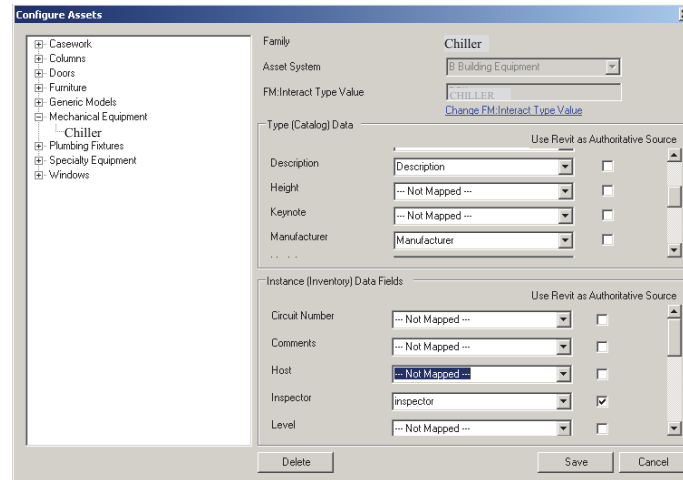 Configure Assets
Casework
Columns
Doors
Furniture
Generic Models
Mechanical Equipment
Chiller
Plumbing Fixtures
Specialty Equipment
Windows
Family Chiller
Asset System B Building Equipment
FM:Interact Type Value CHILLER
Change FM:Interact Type Value
Type (Catalog) Data
Use Revit as Authoritative Source
Description Description
Height --- Not Mapped ---
Keynote --- Not Mapped ---
Manufacturer Manufacturer
Instance (Inventory) Data Fields
Use Revit as Authoritative Source
Circuit Number --- Not Mapped ---
Comments --- Not Mapped ---
Host --- Not Mapped ---
Inspector inspector
Level --- Not Mapped ---
Delete Save Cancel